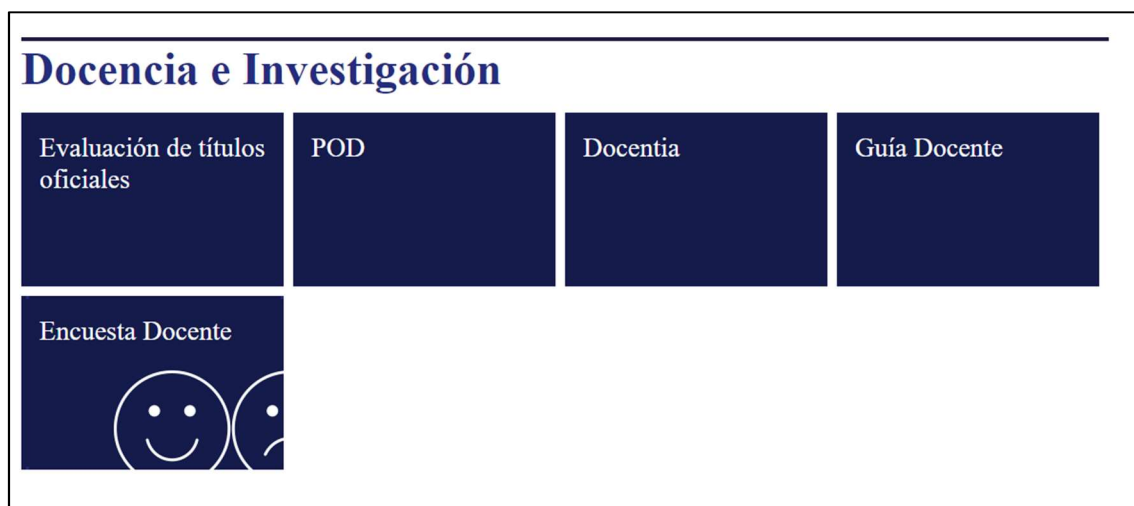 Docencia e Investigación
Evaluación de títulos
oficiales
POD
Docentia
Guía Docente
Encuesta Docente